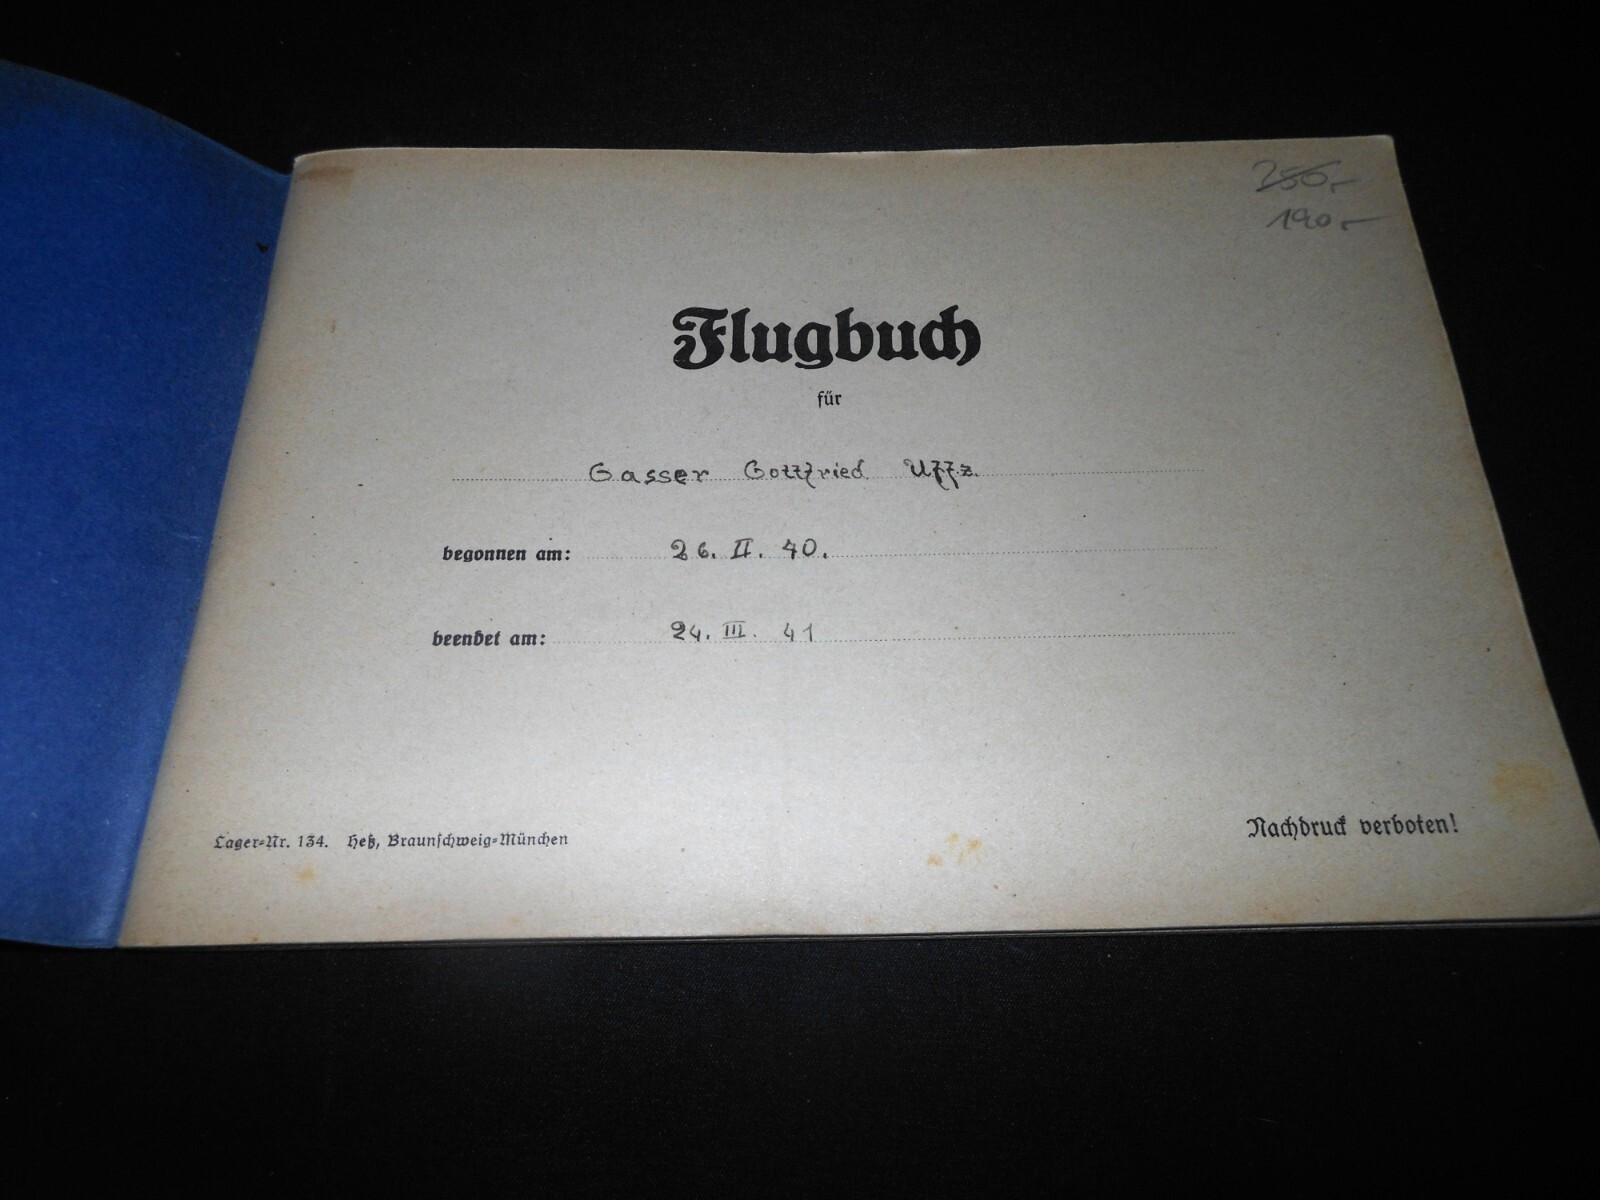 250,-
190,-
Flugbuch
für
Gasser Gottfried Uffz.
begonnen am: 26. II. 40.
beendet am: 24. III. 41
Lager-Nr. 134. Heß, Braunschweig-München
Nachdruck verboten!